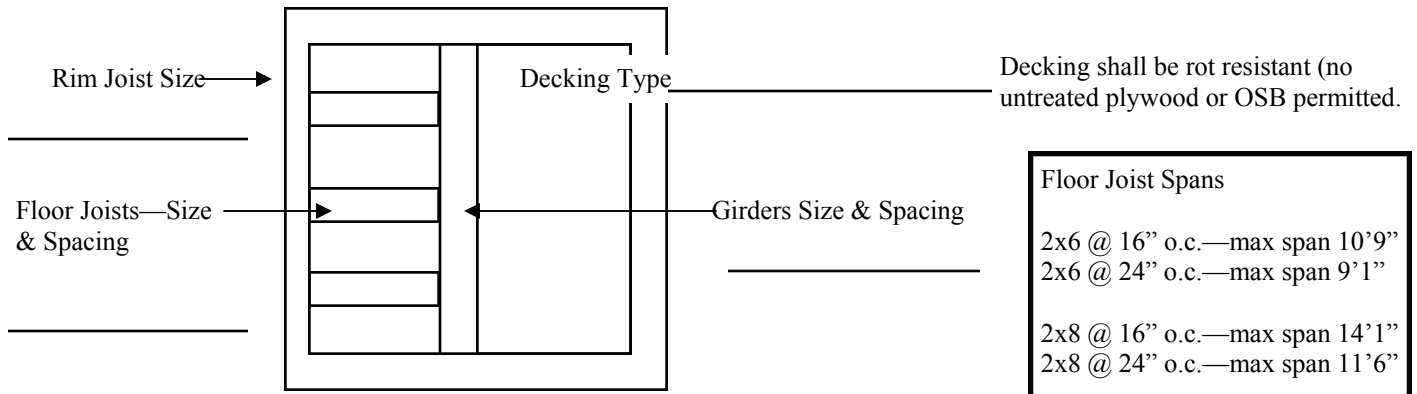 Rim Joist Size
Decking Type
Decking shall be rot resistant (no
untreated plywood or OSB permitted.
Floor Joists—Size
& Spacing
Girders Size & Spacing
Floor Joist Spans
2x6 @ 16” o.c.—max span 10’9”
2x6 @ 24” o.c.—max span 9’1”
2x8 @ 16” o.c.—max span 14’1”
2x8 @ 24” o.c.—max span 11’6”